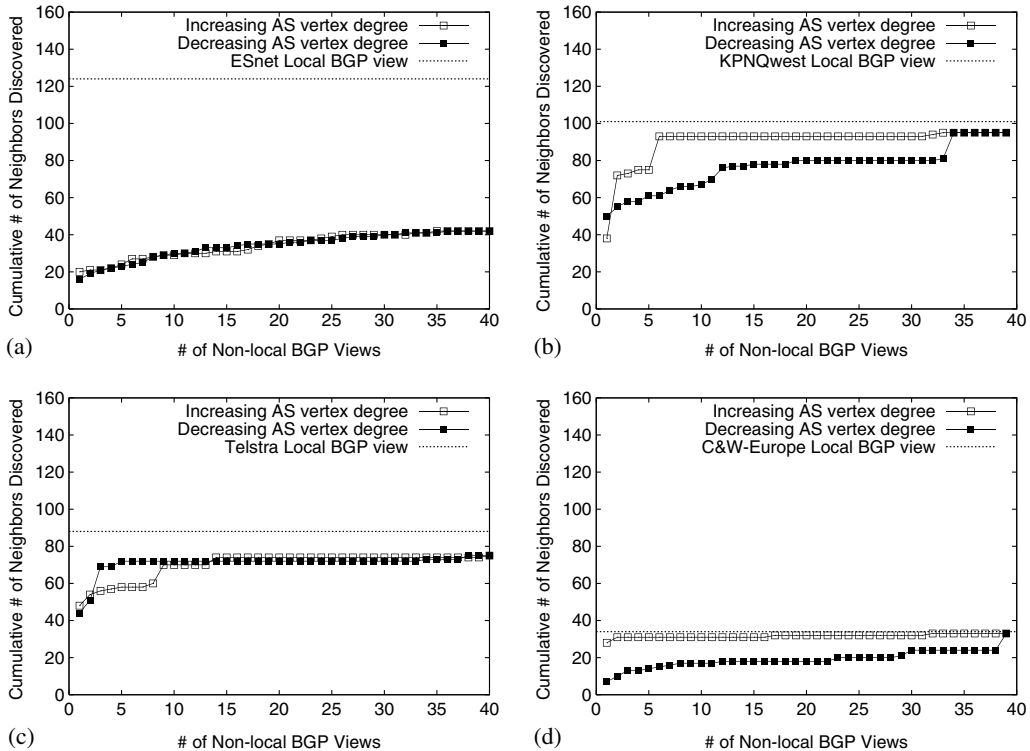 160
140
120
100
80
60
40
20
0
Cumulative # of Neighbors Discovered
Increasing AS vertex degree
Decreasing AS vertex degree
ESnet Local BGP view
0 5 10 15 20 25 30 35 40
(a)
# of Non-local BGP Views
160
140
120
100
80
60
40
20
0
Cumulative # of Neighbors Discovered
Increasing AS vertex degree
Decreasing AS vertex degree
KPNQwest Local BGP view
0 5 10 15 20 25 30 35 40
(b)
# of Non-local BGP Views
160
140
120
100
80
60
40
20
0
Cumulative # of Neighbors Discovered
Increasing AS vertex degree
Decreasing AS vertex degree
Telstra Local BGP view
0 5 10 15 20 25 30 35 40
(c)
# of Non-local BGP Views
160
140
120
100
80
60
40
20
0
Cumulative # of Neighbors Discovered
Increasing AS vertex degree
Decreasing AS vertex degree
C&W-Europe Local BGP view
0 5 10 15 20 25 30 35 40
(d)
# of Non-local BGP Views